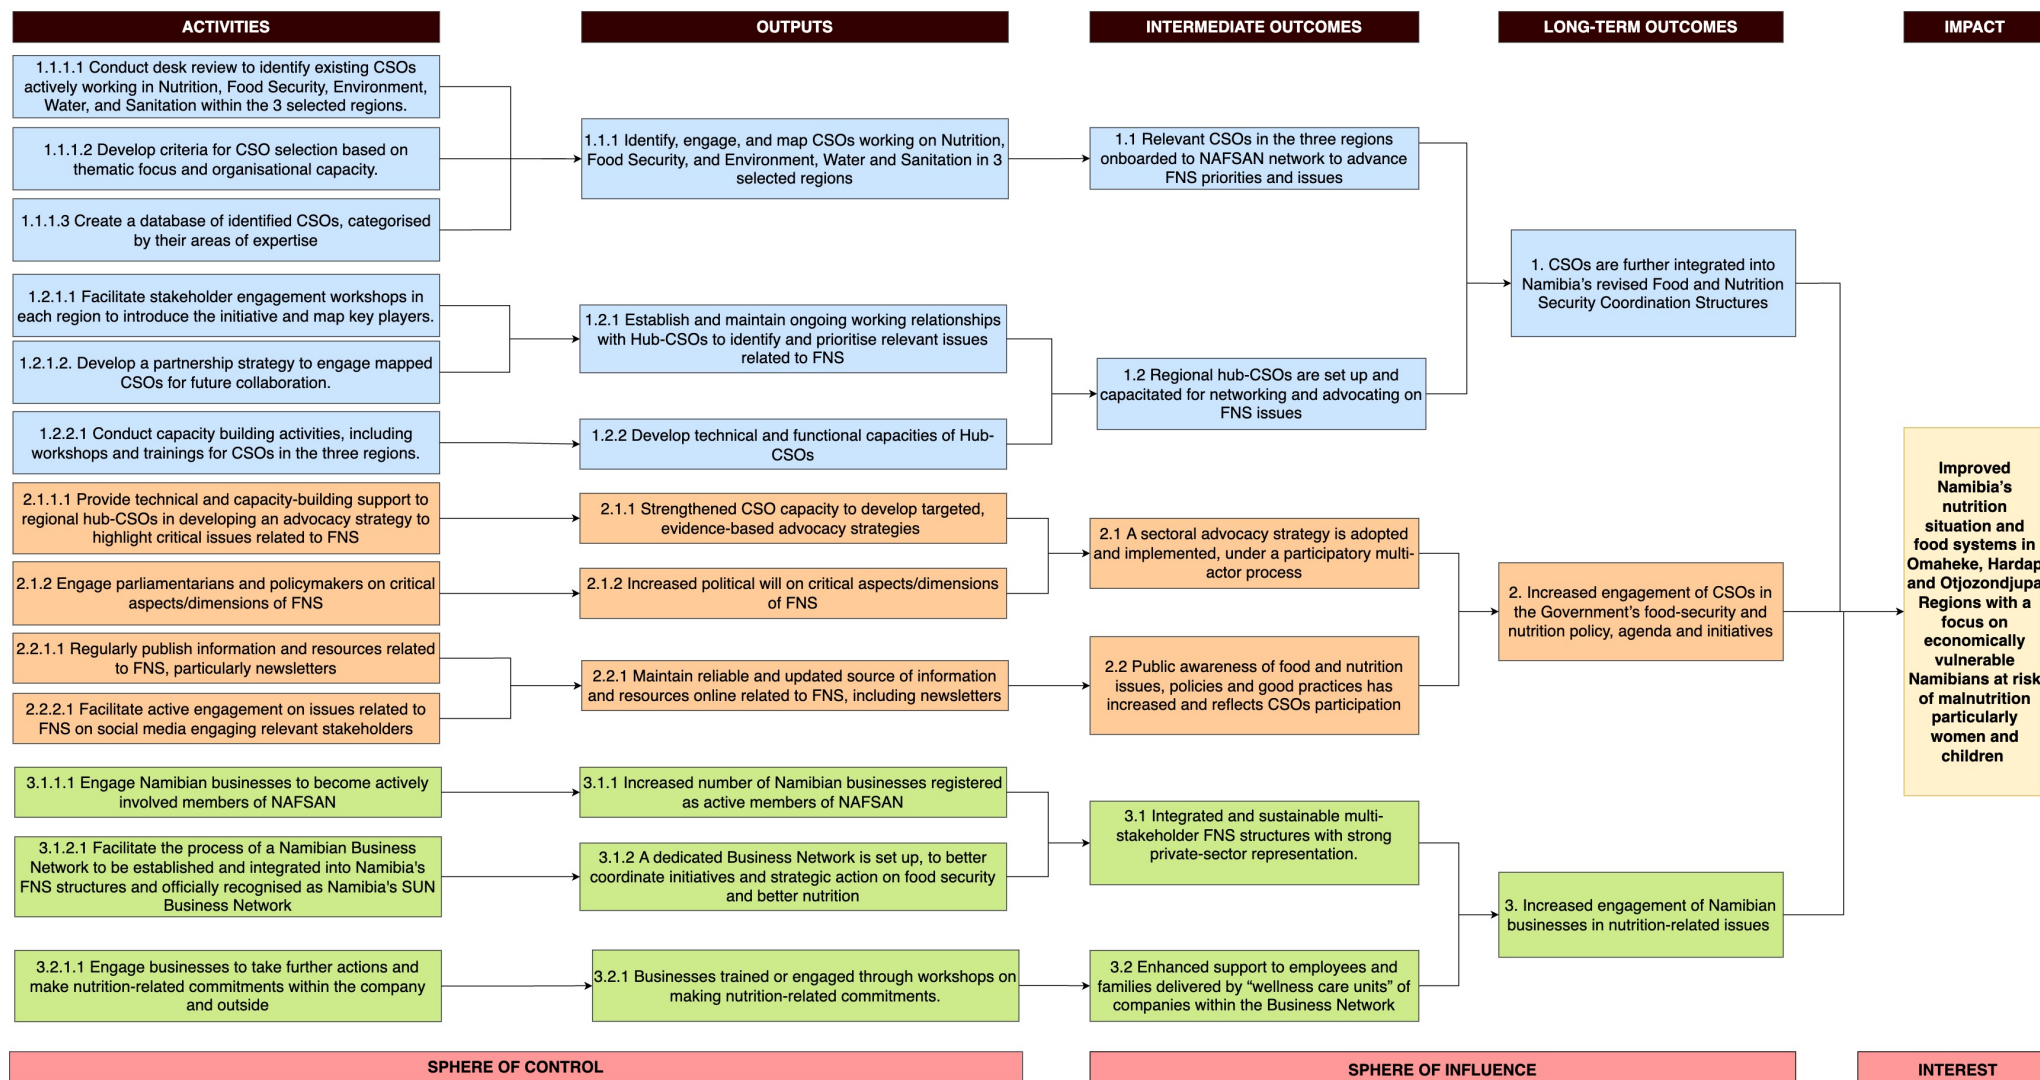 ACTIVITIES
OUTPUTS
INTERMEDIATE OUTCOMES
LONG-TERM OUTCOMES
IMPACT
1.1.1.1 Conduct desk review to identify existing CSOs
actively working in Nutrition, Food Security, Environment,
Water, and Sanitation within the 3 selected regions.
1.1.1.2 Develop criteria for CSO selection based on
thematic focus and organisational capacity.
1.1.1.3 Create a database of identified CSOs, categorised
by their areas of expertise
1.2.1.1 Facilitate stakeholder engagement workshops in
each region to introduce the initiative and map key players.
1.2.1.2. Develop a partnership strategy to engage mapped
CSOs for future collaboration.
1.2.2.1 Conduct capacity building activities, including
workshops and trainings for CSOs in the three regions.
2.1.1.1 Provide technical and capacity-building support to
regional hub-CSOs in developing an advocacy strategy to
highlight critical issues related to FNS
2.1.2 Engage parliamentarians and policymakers on critical
aspects/dimensions of FNS
2.2.1.1 Regularly publish information and resources related
to FNS, particularly newsletters
2.2.2.1 Facilitate active engagement on issues related to
FNS on social media engaging relevant stakeholders
3.1.1.1 Engage Namibian businesses to become actively
involved members of NAFSAN
3.1.2.1 Facilitate the process of a Namibian Business
Network to be established and integrated into Namibia's
FNS structures and officially recognised as Namibia's SUN
Business Network
3.2.1.1 Engage businesses to take further actions and
make nutrition-related commitments within the company
and outside
1.1.1 Identify, engage, and map CSOs working on Nutrition,
Food Security, and Environment, Water and Sanitation in 3
selected regions
1.2.1 Establish and maintain ongoing working relationships
with Hub-CSOs to identify and prioritise relevant issues
related to FNS
1.2.2 Develop technical and functional capacities of Hub-
CSOs
2.1.1 Strengthened CSO capacity to develop targeted,
evidence-based advocacy strategies
2.1.2 Increased political will on critical aspects/dimensions
of FNS
2.2.1 Maintain reliable and updated source of information
and resources online related to FNS, including newsletters
3.1.1 Increased number of Namibian businesses registered
as active members of NAFSAN
3.1.2 A dedicated Business Network is set up, to better
coordinate initiatives and strategic action on food security
and better nutrition
3.2.1 Businesses trained or engaged through workshops on
making nutrition-related commitments.
1.1 Relevant CSOs in the three regions
onboarded to NAFSAN network to advance
FNS priorities and issues
1.2 Regional hub-CSOs are set up and
capacitated for networking and advocating on
FNS issues
2.1 A sectoral advocacy strategy is adopted
and implemented, under a participatory multi-
actor process
2.2 Public awareness of food and nutrition
issues, policies and good practices has
increased and reflects CSOs participation
3.1 Integrated and sustainable multi-
stakeholder FNS structures with strong
private-sector representation.
3.2 Enhanced support to employees and
families delivered by “wellness care units” of
companies within the Business Network
1. CSOs are further integrated into
Namibia’s revised Food and Nutrition
Security Coordination Structures
2. Increased engagement of CSOs in
the Government’s food-security and
nutrition policy, agenda and initiatives
3. Increased engagement of Namibian
businesses in nutrition-related issues
Improved
Namibia’s
nutrition
situation and
food systems in
Omaheke, Hardap
and Otjozondjupa
Regions with a
focus on
economically
vulnerable
Namibians at risk
of malnutrition
particularly
women and
children
SPHERE OF CONTROL
SPHERE OF INFLUENCE
INTEREST